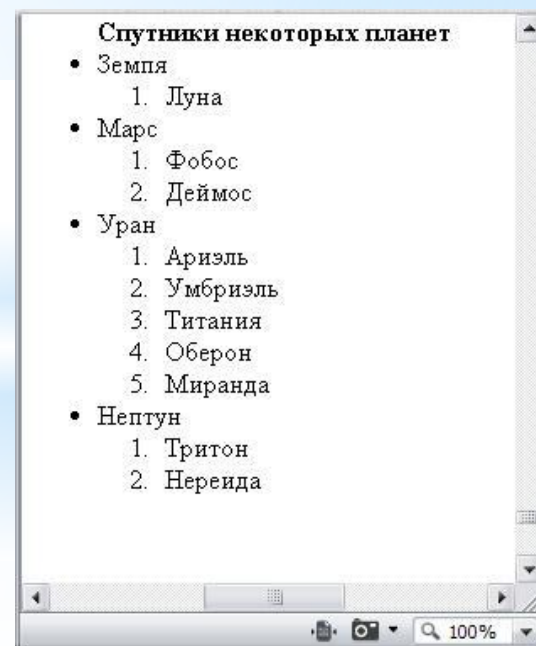 Спутники некоторых планет
• Земпя
1. Луна
• Марс
1. Фобос
2. Деймос
• Уран
1. Ариэль
2. Умбриэль
3. Титания
4. Оберон
5. Миранда
• Нептун
1. Тритон
2. Нереида
100%